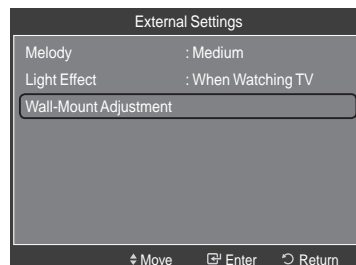 External Settings
Melody : Medium
Light Effect : When Watching TV
Wall-Mount Adjustment
Move Enter Return